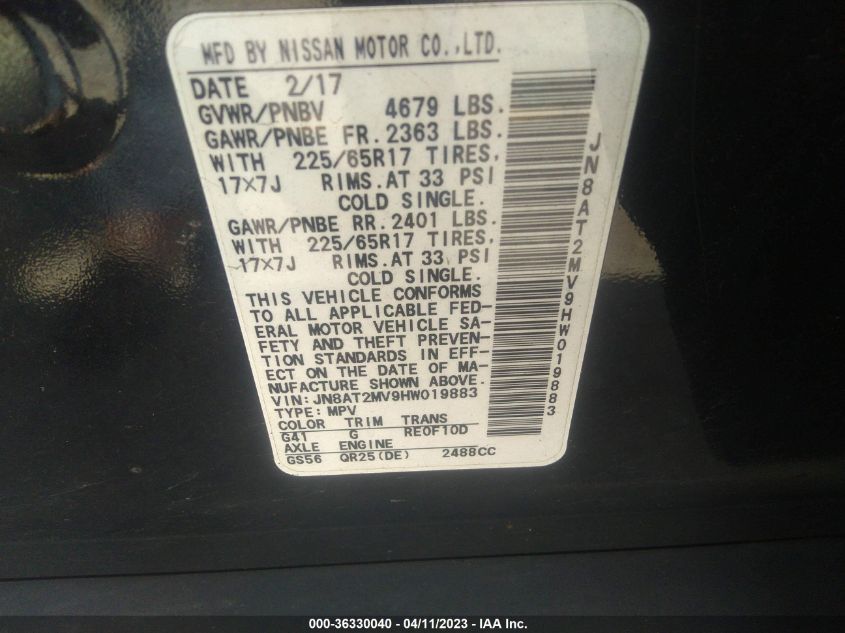 MFD BY NISSAN MOTOR CO.,LTD.
DATE 2/17
GVWR/PNBV 4679 LBS.
GAWR/PNBE FR. 2363 LBS.
WITH 225/65R17 TIRES,
17×7J RIMS. AT 33 PSI
COLD SINGLE.
GAWR/PNBE RR. 2401 LBS.
WITH 225/65R17 TIRES,
17×7J RIMS. AT 33 PSI
COLD SINGLE.
THIS VEHICLE CONFORMS
TO ALL APPLICABLE FED-
ERAL MOTOR VEHICLE SA-
FETY AND THEFT PREVEN-
TION STANDARDS IN EFF-
ECT ON THE DATE OF MA-
NUFACTURE SHOWN ABOVE.
VIN: JN8AT2MV9HW019883
TYPE: MPV
COLOR TRIM TRANS
G41 G RE0F10D
AXLE ENGINE
GS56 QR25(DE) 2488CC
JN8AT2MV9HW019883
000-36330040 - 04/11/2023 - IAA Inc.